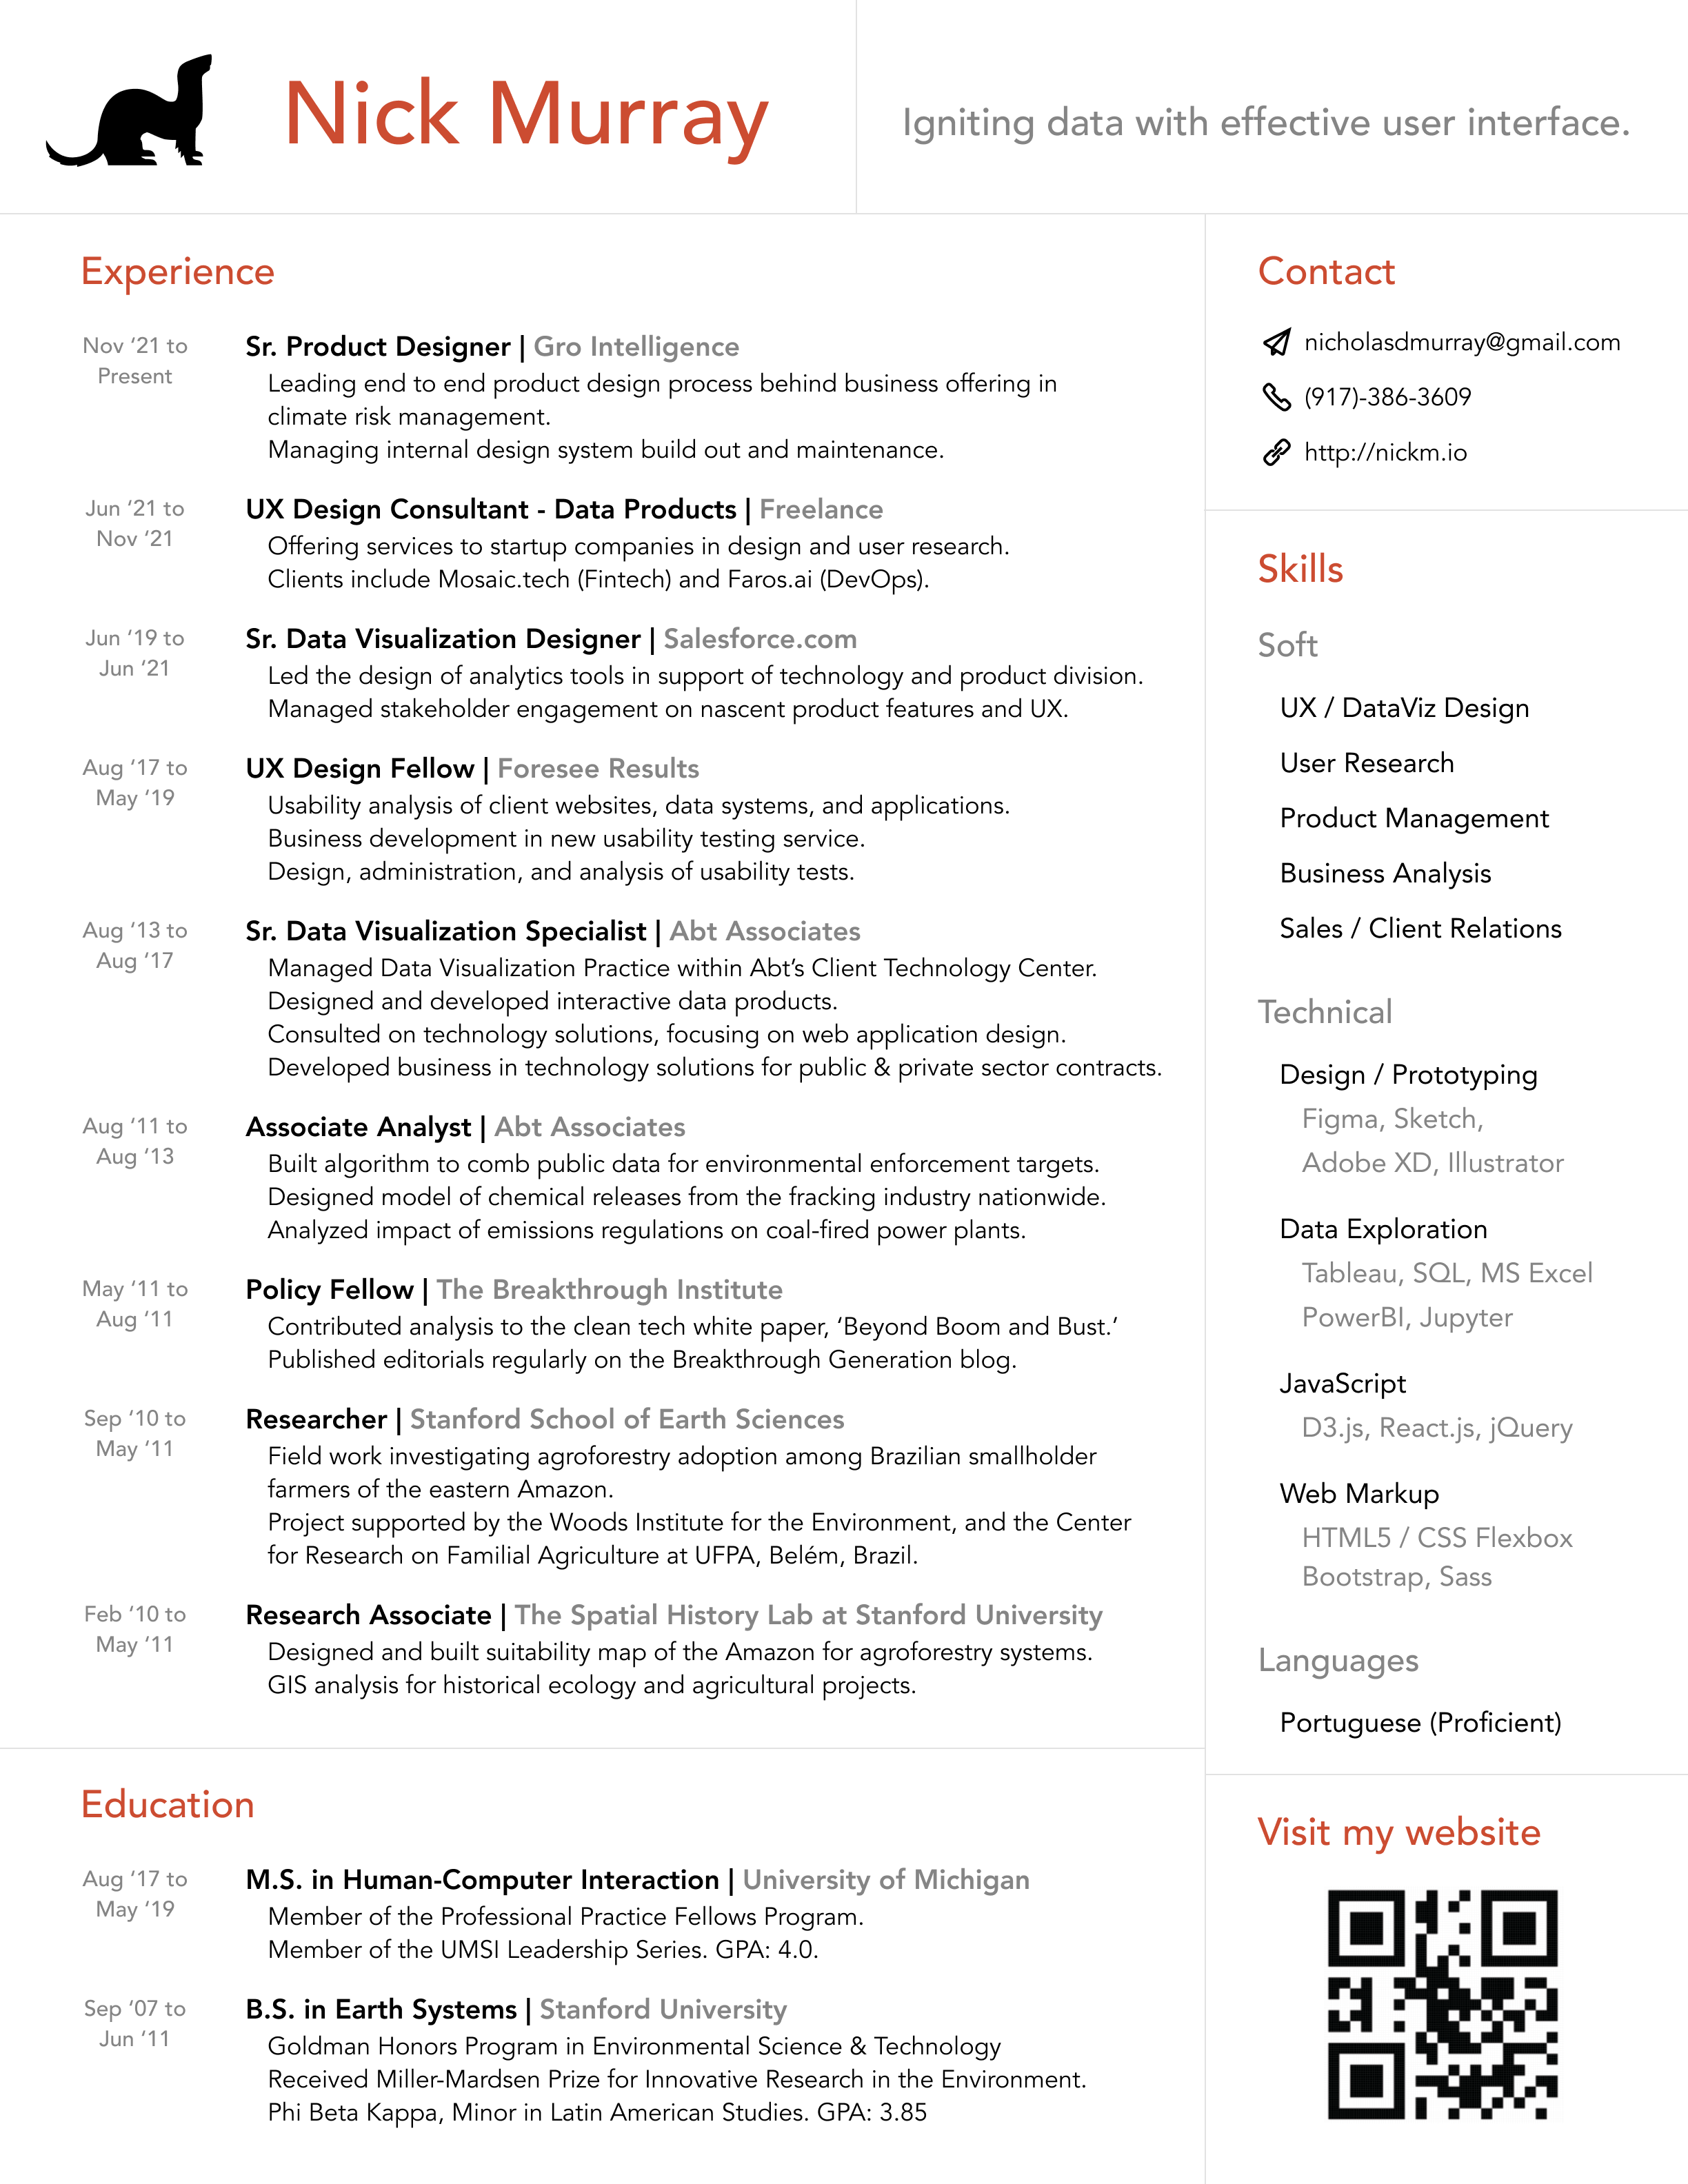 Nick Murray
Igniting data with effective user interface.
Experience
Nov ‘21 to
Present
Sr. Product Designer | Gro Intelligence
Leading end to end product design process behind business offering in
climate risk management.
Managing internal design system build out and maintenance.
Jun ‘21 to
Nov ‘21
UX Design Consultant - Data Products | Freelance
Offering services to startup companies in design and user research.
Clients include Mosaic.tech (Fintech) and Faros.ai (DevOps).
Jun ‘19 to
Jun ‘21
Sr. Data Visualization Designer | Salesforce.com
Led the design of analytics tools in support of technology and product division.
Managed stakeholder engagement on nascent product features and UX.
Aug ‘17 to
May ‘19
UX Design Fellow | Foresee Results
Usability analysis of client websites, data systems, and applications.
Business development in new usability testing service.
Design, administration, and analysis of usability tests.
Aug ‘13 to
Aug ‘17
Sr. Data Visualization Specialist | Abt Associates
Managed Data Visualization Practice within Abt’s Client Technology Center.
Designed and developed interactive data products.
Consulted on technology solutions, focusing on web application design.
Developed business in technology solutions for public & private sector contracts.
Aug ‘11 to
Aug ‘13
Associate Analyst | Abt Associates
Built algorithm to comb public data for environmental enforcement targets.
Designed model of chemical releases from the fracking industry nationwide.
Analyzed impact of emissions regulations on coal-fired power plants.
May ‘11 to
Aug ‘11
Policy Fellow | The Breakthrough Institute
Contributed analysis to the clean tech white paper, ‘Beyond Boom and Bust.‘
Published editorials regularly on the Breakthrough Generation blog.
Sep ‘10 to
May ‘11
Researcher | Stanford School of Earth Sciences
Field work investigating agroforestry adoption among Brazilian smallholder
farmers of the eastern Amazon.
Project supported by the Woods Institute for the Environment, and the Center
for Research on Familial Agriculture at UFPA, Belém, Brazil.
Feb ‘10 to
May ‘11
Research Associate | The Spatial History Lab at Stanford University
Designed and built suitability map of the Amazon for agroforestry systems.
GIS analysis for historical ecology and agricultural projects.
Education
Aug ‘17 to
May ‘19
M.S. in Human-Computer Interaction | University of Michigan
Member of the Professional Practice Fellows Program.
Member of the UMSI Leadership Series. GPA: 4.0.
Sep ‘07 to
Jun ‘11
B.S. in Earth Systems | Stanford University
Goldman Honors Program in Environmental Science & Technology
Received Miller-Mardsen Prize for Innovative Research in the Environment.
Phi Beta Kappa, Minor in Latin American Studies. GPA: 3.85
Contact
nicholasdmurray@gmail.com
(917)-386-3609
http://nickm.io
Skills
Soft
UX / DataViz Design
User Research
Product Management
Business Analysis
Sales / Client Relations
Technical
Design / Prototyping
Figma, Sketch,
Adobe XD, Illustrator
Data Exploration
Tableau, SQL, MS Excel
PowerBI, Jupyter
JavaScript
D3.js, React.js, jQuery
Web Markup
HTML5 / CSS Flexbox
Bootstrap, Sass
Languages
Portuguese (Proficient)
Visit my website